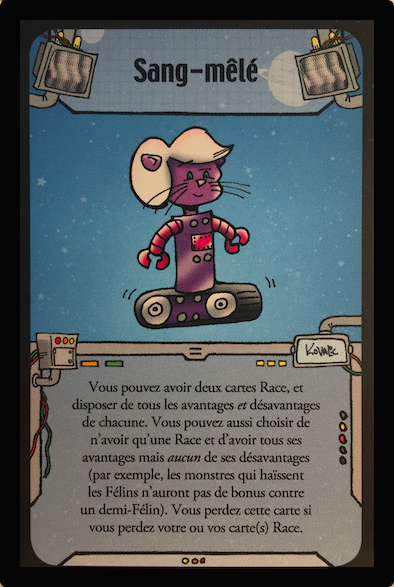 Sang-mêlé
KOVALIC
Vous pouvez avoir deux cartes Race, et
disposer de tous les avantages et désavantages
de chacune. Vous pouvez aussi choisir de
n'avoir qu'une Race et d'avoir tous ses
avantages mais aucun de ses désavantages
(par exemple, les monstres qui haïssent
les Félins n'auront pas de bonus contre
un demi-Félin). Vous perdez cette carte si
vous perdez votre ou vos carte(s) Race.